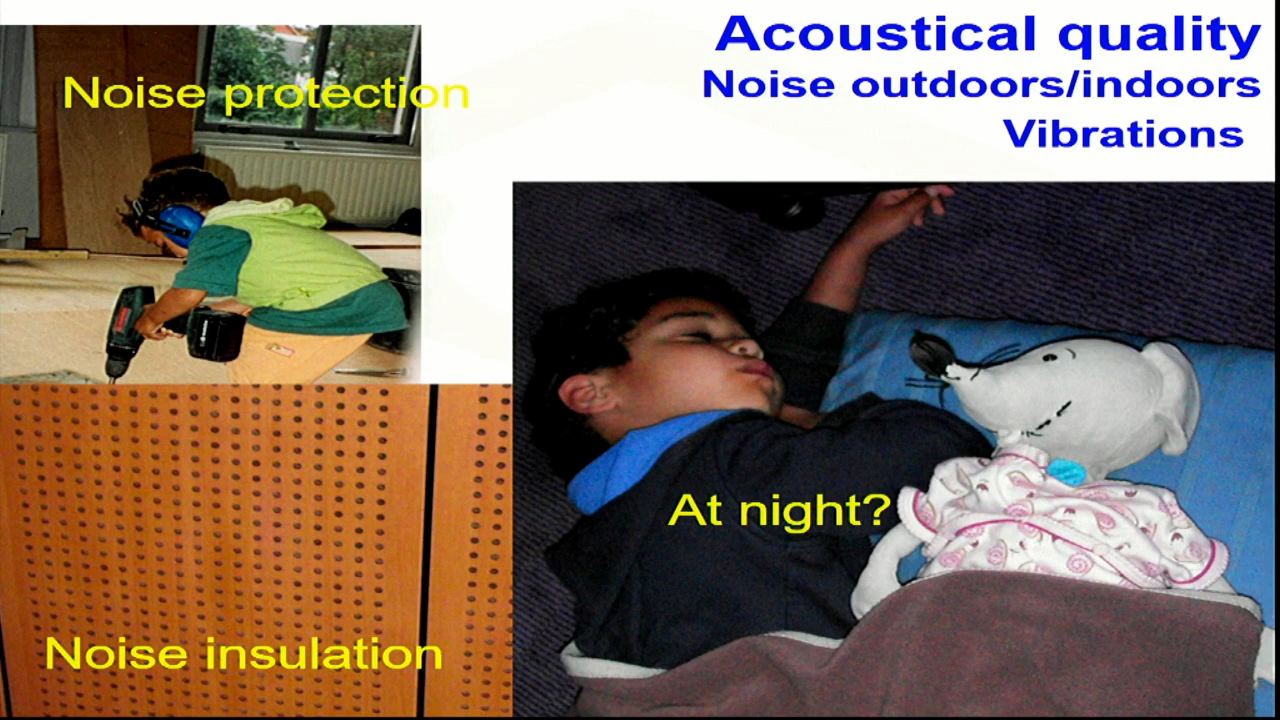 Acoustical quality
Noise outdoors/indoors
Vibrations
Noise protection
At night?
Noise insulation